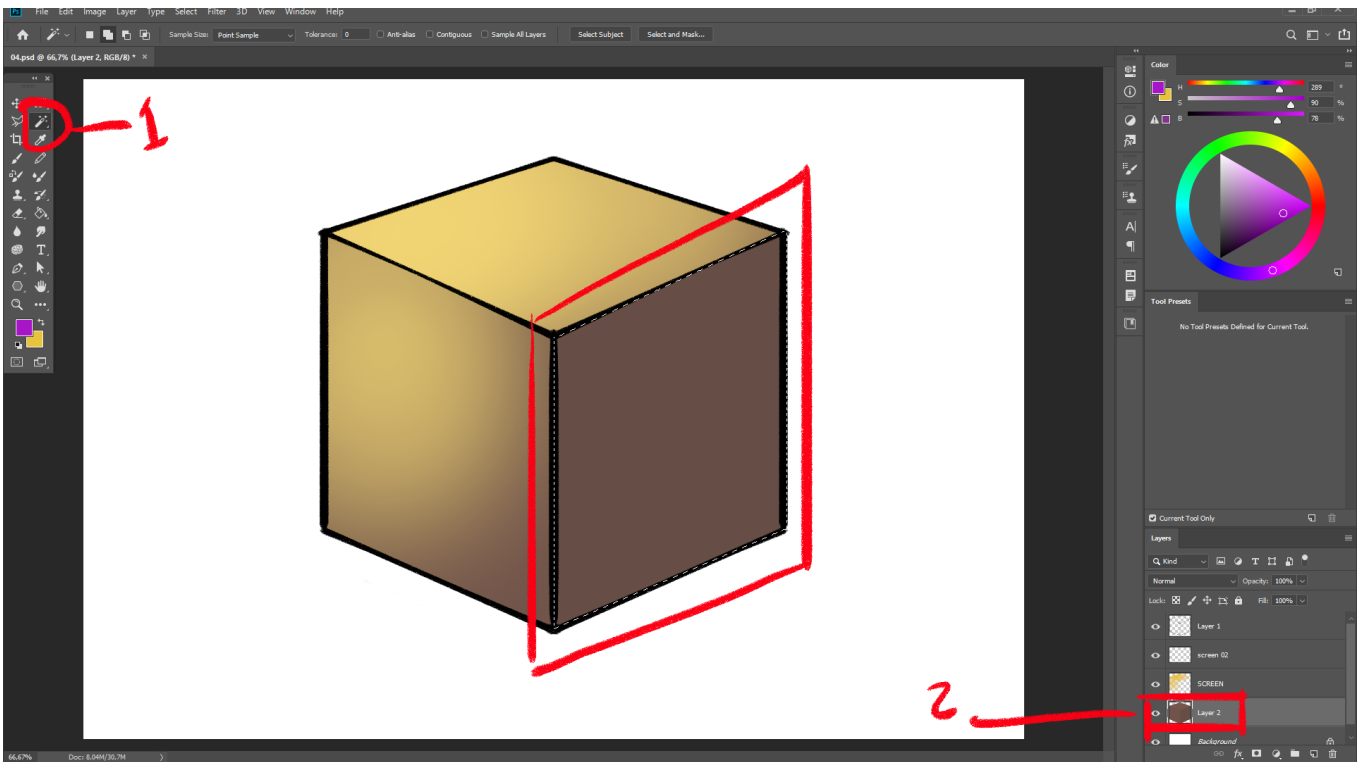 Ps File Edit Image Layer Type Select Filter 3D View Window Help
Sample Size: Point Sample Tolerance: 0 Anti-alias Contiguous Sample All Layers Select Subject Select and Mask...
04.psd @ 66,7% (Layer 2, RGB/8) * ×
1
T
Color
H 289 °
S 90 %
B 78 %
Tool Presets
No Tool Presets Defined for Current Tool.
Current Tool Only
Layers
Kind
Normal Opacity: 100%
Lock: Fill: 100%
Layer 1
screen 02
SCREEN
2
Layer 2
Background
fx
66.67% Doc: 8.04M/30.7M